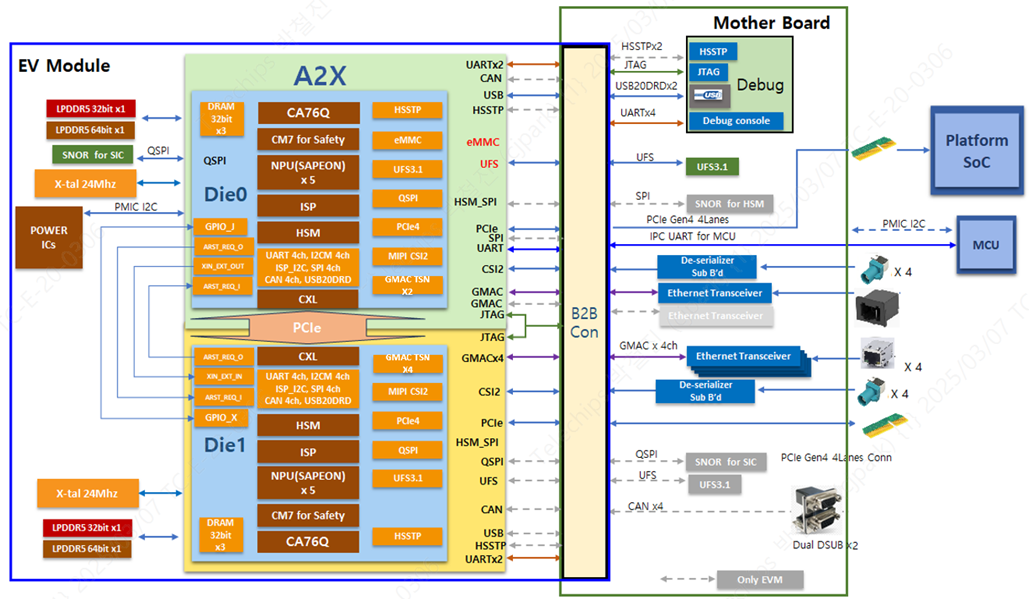 Mother Board
EV Module
A2X
LPDDR5 32bit x1
LPDDR5 64bit x1
SNOR for SIC
QSPI
X-tal 24Mhz
PMIC I2C
POWER
ICs
DRAM
32bit
x3
QSPI
Die0
GPIO_J
ARST_REQ_O
XIN_EXT_OUT
ARST_REQ_I
CA76Q
CM7 for Safety
NPU(SAPEON)
x 5
ISP
HSM
UART 4ch, I2CM 4ch
ISP_I2C, SPI 4ch
CAN 4ch, USB20DRD
CXL
HSSTP
eMMC
UFS3.1
QSPI
PCIe4
MIPI CSI2
GMAC TSN
X2
PCIe
ARST_REQ_O
XIN_EXT_IN
ARST_REQ_I
GPIO_X
Die1
X-tal 24Mhz
LPDDR5 32bit x1
LPDDR5 64bit x1
DRAM
32bit
x3
CXL
UART 4ch, I2CM 4ch
ISP_I2C, SPI 4ch
CAN 4ch, USB20DRD
HSM
ISP
NPU(SAPEON)
x 5
CM7 for Safety
CA76Q
GMAC TSN
X4
MIPI CSI2
PCIe4
QSPI
UFS3.1
HSSTP
UARTx2
CAN
USB
HSSTP
eMMC
UFS
HSM_SPI
PCIe
SPI
UART
CSI2
GMAC
GMAC
JTAG
JTAG
GMACx4
CSI2
PCIe
HSM_SPI
QSPI
UFS
CAN
USB
HSSTP
UARTx2
B2B
Con
HSSTPx2
JTAG
USB20DRDx2
UARTx4
HSSTP
JTAG
USB
Debug
Debug console
UFS
UFS3.1
SPI
SNOR for HSM
PCIe Gen4 4Lanes
IPC UART for MCU
PMIC I2C
Platform
SoC
MCU
De-serializer
Sub B'd
X 4
Ethernet Transceiver
Ethernet Transceiver
GMAC x 4ch
Ethernet Transceiver
X 4
De-serializer
Sub B'd
X 4
PCIe Gen4 4Lanes Conn
QSPI
SNOR for SIC
UFS
UFS3.1
CAN x4
Dual DSUB x2
Only EVM